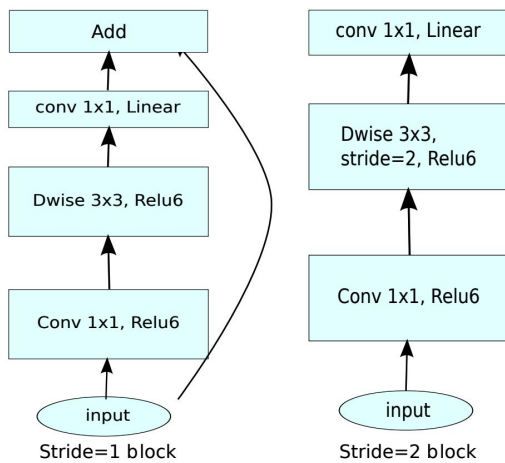 Add
conv 1x1, Linear
Dwise 3x3, Relu6
Conv 1x1, Relu6
input
Stride=1 block
conv 1x1, Linear
Dwise 3x3,
stride=2, Relu6
Conv 1x1, Relu6
input
Stride=2 block